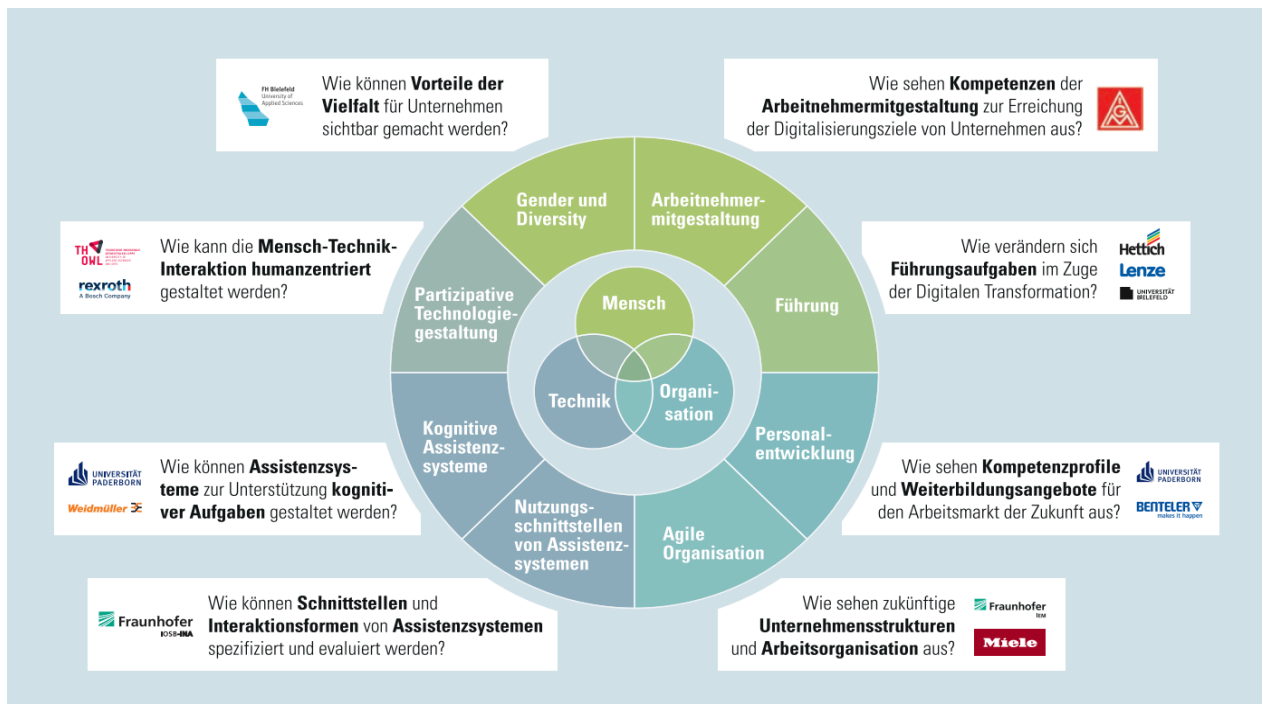 FH Bielefeld
University of
Applied Sciences
Wie können Vorteile der
Vielfalt für Unternehmen
sichtbar gemacht werden?
Wie sehen Kompetenzen der
Arbeitnehmermitgestaltung zur Erreichung
der Digitalisierungsziele von Unternehmen aus?
IGM
Gender und
Diversity
Arbeitnehmer-
mitgestaltung
TH
OWL
rexroth
A Bosch Company
Wie kann die Mensch-Technik-
Interaktion humanzentriert
gestaltet werden?
Wie verändern sich
Führungsaufgaben im Zuge
der Digitalen Transformation?
Hettich
Lenze
UNIVERSITÄT
BIELEFELD
Partizipative
Technologie-
gestaltung
Führung
Mensch
Technik
Organi-
sation
Kognitive
Assistenz-
systeme
Personal-
entwicklung
UNIVERSITÄT
PADERBORN
Weidmüller
Wie können Assistenzsys-
teme zur Unterstützung kogniti-
ver Aufgaben gestaltet werden?
Wie sehen Kompetenzprofile
und Weiterbildungsangebote für
den Arbeitsmarkt der Zukunft aus?
UNIVERSITÄT
PADERBORN
BENTELER
makes it happen
Nutzungs-
schnittstellen
von Assistenz-
systemen
Agile
Organisation
Fraunhofer
IOSB-INA
Wie können Schnittstellen und
Interaktionsformen von Assistenzsystemen
spezifiziert und evaluiert werden?
Wie sehen zukünftige
Unternehmensstrukturen
und Arbeitsorganisation aus?
Fraunhofer
IEM
Miele